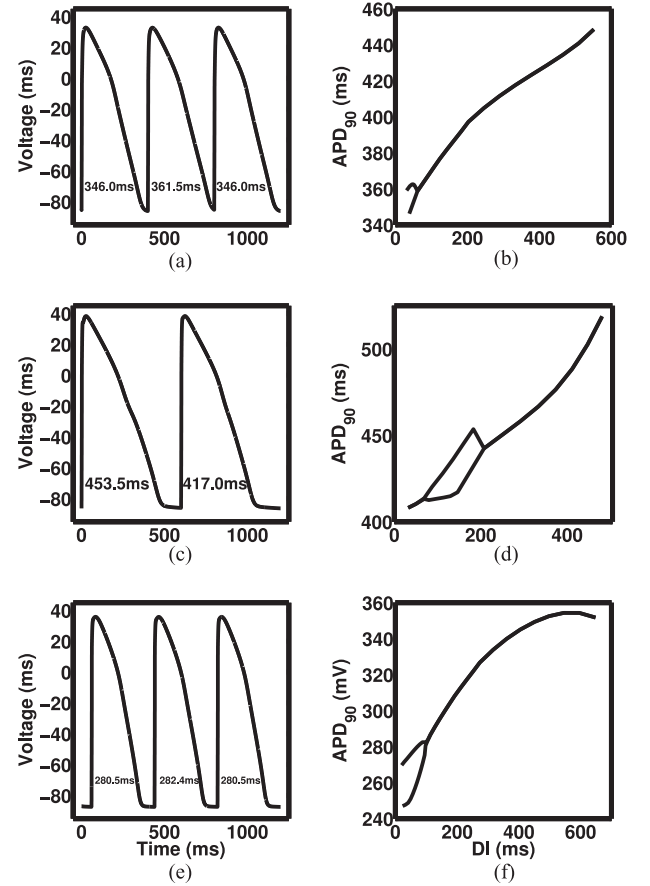 40
20
0
−20
−40
−60
−80
Voltage (ms)
346.0ms 361.5ms 346.0ms
0 500 1000
(a)
460
440
420
400
380
360
340
APD90 (ms)
0 200 400 600
(b)
40
20
0
−20
−40
−60
−80
Voltage (ms)
453.5ms 417.0ms
0 500 1000
(c)
500
450
400
APD90 (ms)
0 200 400
(d)
40
20
0
−20
−40
−60
−80
Voltage (ms)
280.5ms 282.4ms 280.5ms
0 500 1000
Time (ms)
(e)
360
340
320
300
280
260
240
APD90 (mV)
0 200 400 600
DI (ms)
(f)